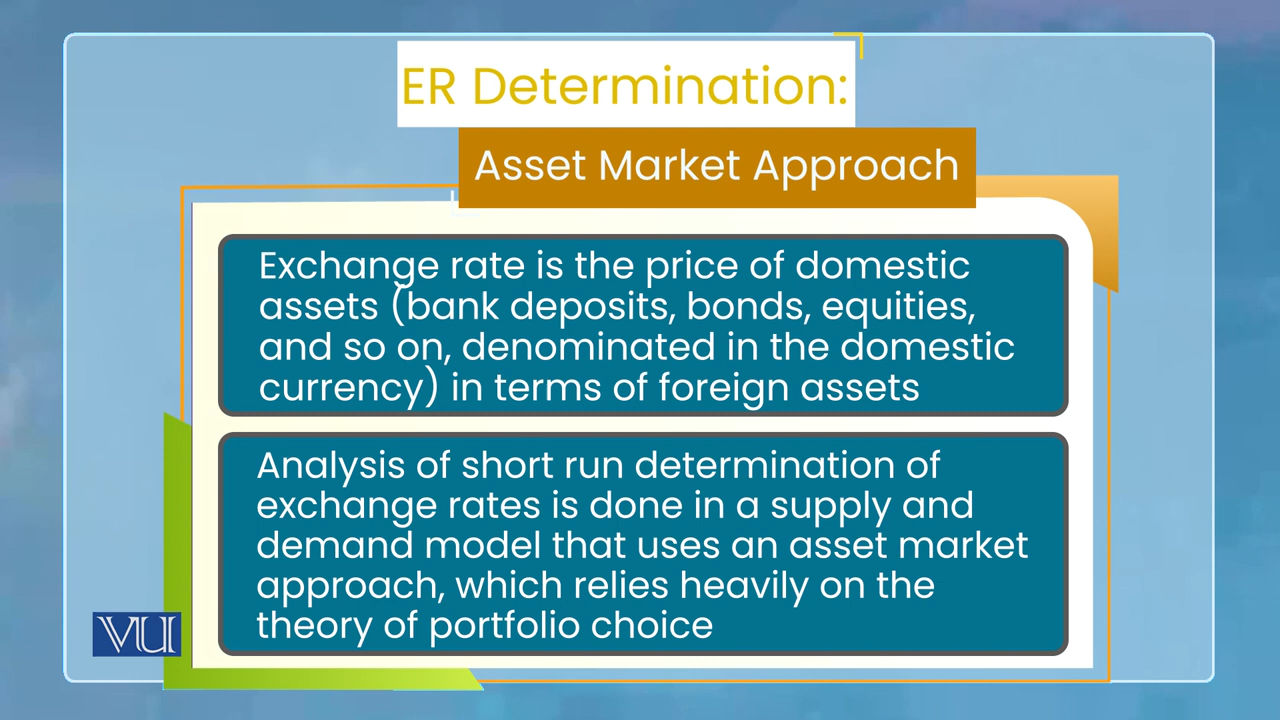 ER Determination:
Asset Market Approach
Exchange rate is the price of domestic
assets (bank deposits, bonds, equities,
and so on, denominated in the domestic
currency) in terms of foreign assets
Analysis of short run determination of
exchange rates is done in a supply and
demand model that uses an asset market
approach, which relies heavily on the
theory of portfolio choice
VU